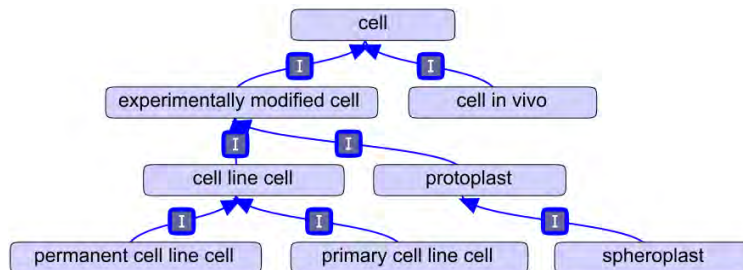 cell
I I
experimentally modified cell cell in vivo
I I
cell line cell protoplast
I I I
permanent cell line cell primary cell line cell spheroplast